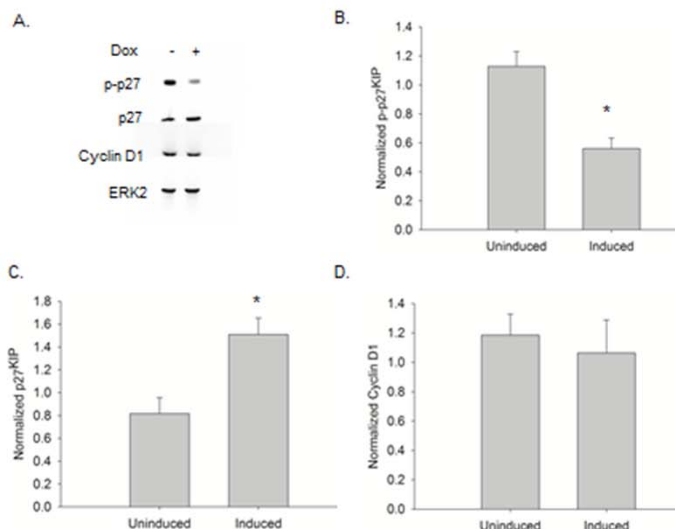 A.
Dox - +
p-p27
p27
Cyclin D1
ERK2
B.
Normalized p-p27KIP
1.4
1.2
1.0
0.8
0.6
0.4
0.2
0.0
*
Uninduced Induced
C.
Normalized p27KIP
1.8
1.6
1.4
1.2
1.0
0.8
0.6
0.4
0.2
0.0
*
Uninduced Induced
D.
Normalized Cyclin D1
1.4
1.2
1.0
0.8
0.6
0.4
0.2
0.0
Uninduced Induced